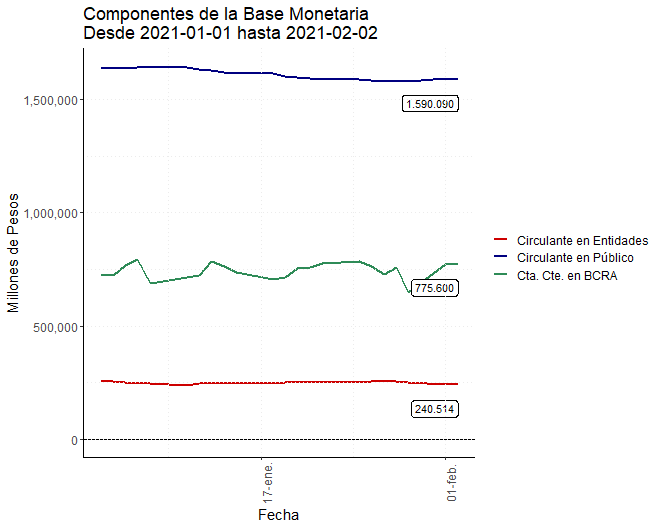 Componentes de la Base Monetaria
Desde 2021-01-01 hasta 2021-02-02
Millones de Pesos
1,500,000
1,000,000
500,000
0
1.590.090
775.600
240.514
17-ene.
01-feb.
Fecha
Circulante en Entidades
Circulante en Público
Cta. Cte. en BCRA